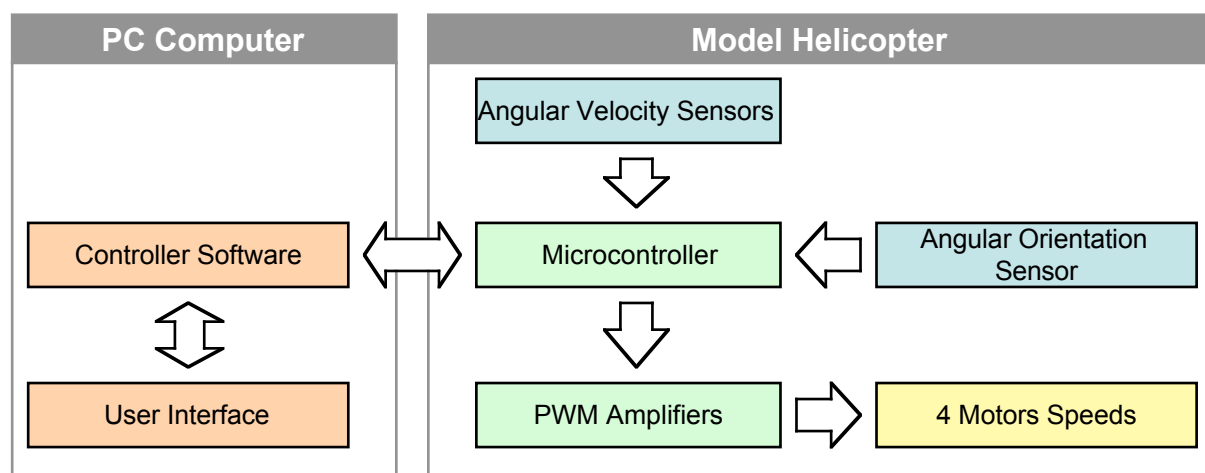 PC Computer
Model Helicopter
Angular Velocity Sensors
Controller Software
Microcontroller
Angular Orientation
Sensor
User Interface
PWM Amplifiers
4 Motors Speeds